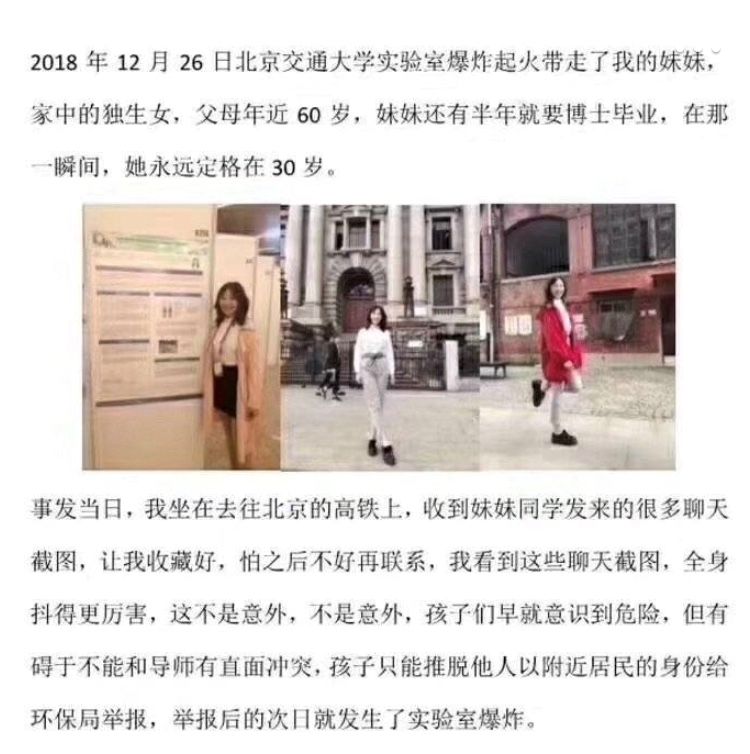 2018 年 12 月 26 日北京交通大学实验室爆炸起火带走了我的妹妹，
家中的独生女，父母年近 60 岁，妹妹还有半年就要博士毕业，在那
一瞬间，她永远定格在 30 岁。
事发当日，我坐在去往北京的高铁上，收到妹妹同学发来的很多聊天
截图，让我收藏好，怕之后不好再联系，我看到这些聊天截图，全身
抖得更厉害，这不是意外，不是意外，孩子们早就意识到危险，但有
碍于不能和导师有直面冲突，孩子只能推脱他人以附近居民的身份给
环保局举报，举报后的次日就发生了实验室爆炸。